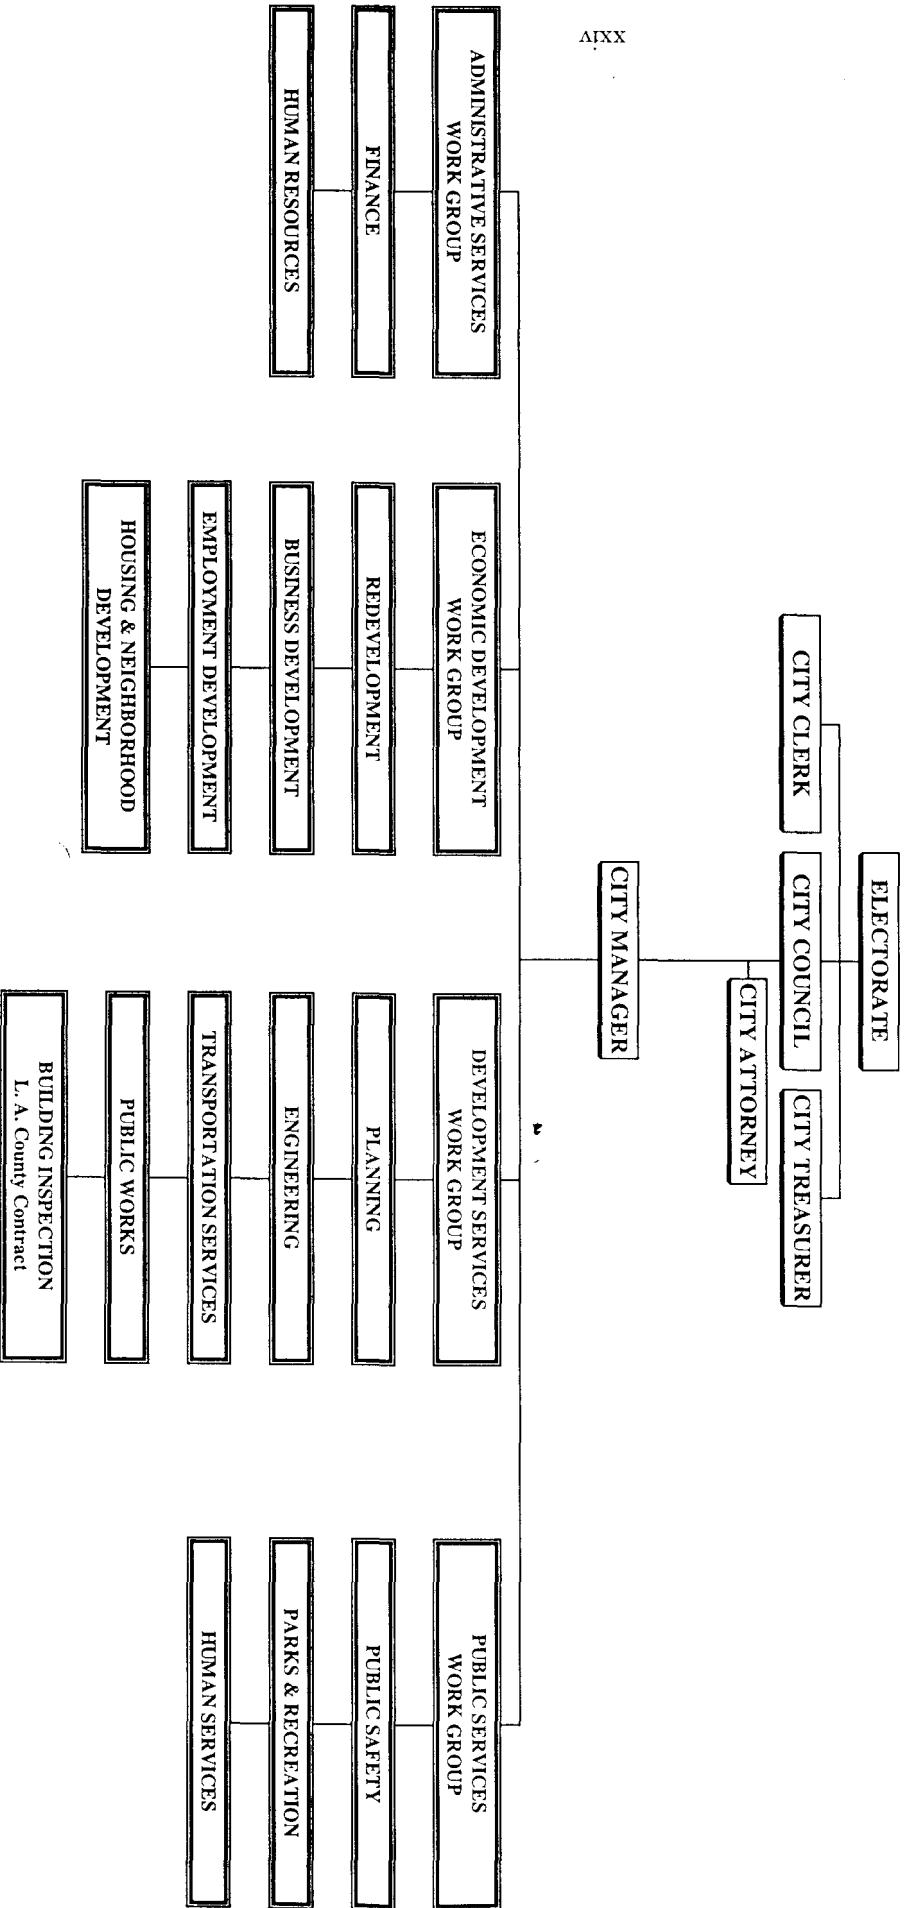 ELECTORATE
CITY CLERK
CITY COUNCIL
CITY TREASURER
CITY ATTORNEY
CITY MANAGER
ADMINISTRATIVE SERVICES
WORK GROUP
FINANCE
HUMAN RESOURCES
ECONOMIC DEVELOPMENT
WORK GROUP
REDEVELOPMENT
BUSINESS DEVELOPMENT
EMPLOYMENT DEVELOPMENT
HOUSING & NEIGHBORHOOD
DEVELOPMENT
DEVELOPMENT SERVICES
WORK GROUP
PLANNING
ENGINEERING
TRANSPORTATION SERVICES
PUBLIC WORKS
BUILDING INSPECTION
L. A. County Contract
PUBLIC SERVICES
WORK GROUP
PUBLIC SAFETY
PARKS & RECREATION
HUMAN SERVICES
xxiv